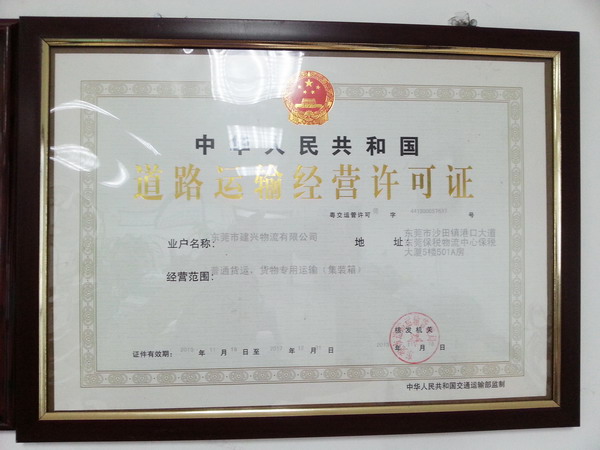 中华人民共和国
道路运输经营许可证
粤交运管许可 字 号
业户名称: 东莞市建兴物流有限公司
地 址: 东莞市沙田镇港口大道
东莞保税物流中心保税
大厦5楼501A房
经营范围: 普通货运、货物专用运输（集装箱）
核发机关
证件有效期: 年 月 日至 年 月 日
年 月 日
中华人民共和国交通运输部监制